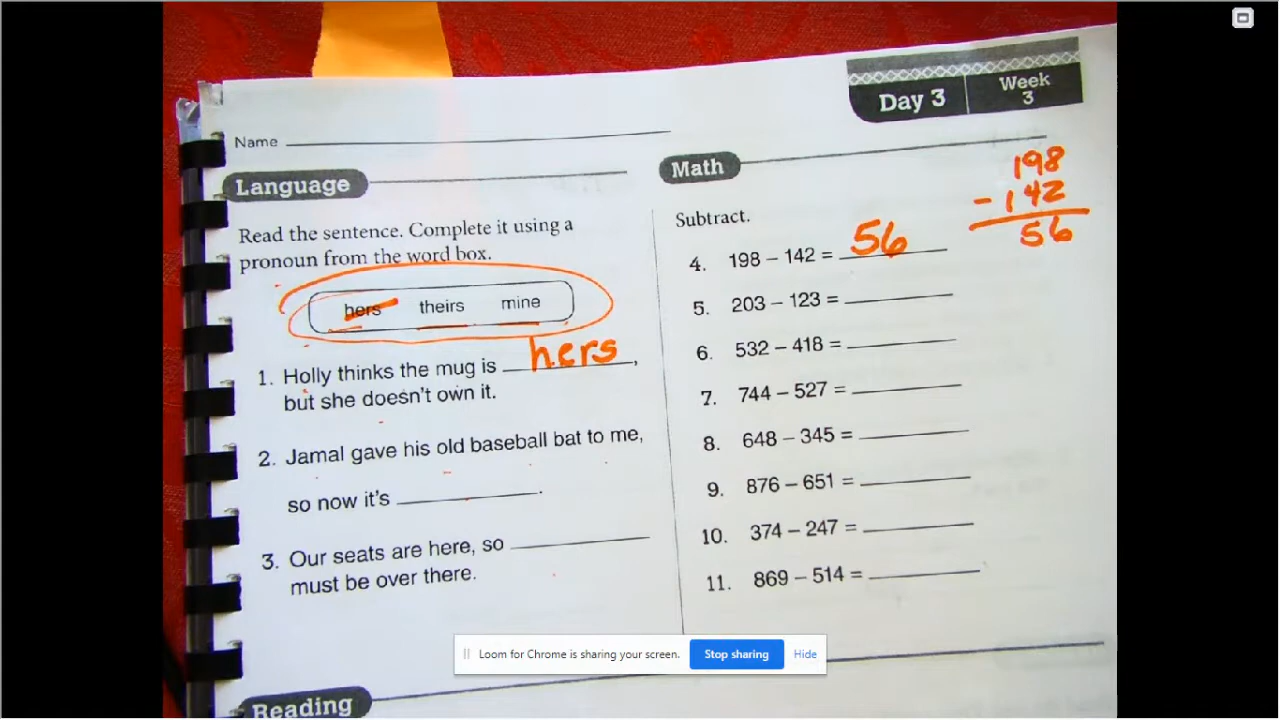 Day 3
Week
3
Name
Language
Read the sentence. Complete it using a
pronoun from the word box.
hers theirs mine
1. Holly thinks the mug is hers,
but she doesn't own it.
2. Jamal gave his old baseball bat to me,
so now it's.
3. Our seats are here, so
must be over there.
Math
Subtract.
198
- 142
56
4. 198 – 142 = 56
5. 203 – 123 =
6. 532 – 418 =
7. 744 – 527 =
8. 648 – 345 =
9. 876 – 651 =
10. 374 – 247 =
11. 869 – 514 =
Loom for Chrome is sharing your screen. Stop sharing Hide
Reading